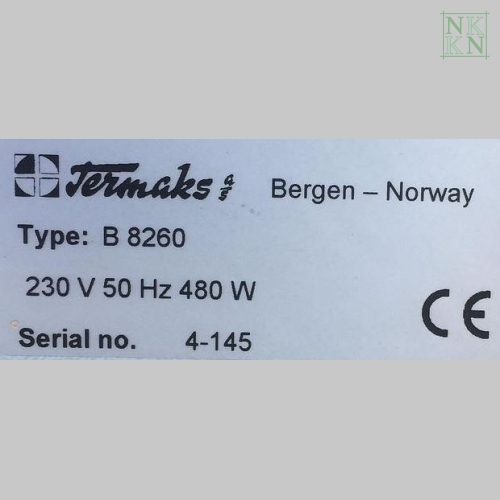 NK
KN
Termaks a/s Bergen – Norway
Type: B 8260
230 V 50 Hz 480 W
CE
Serial no. 4-145